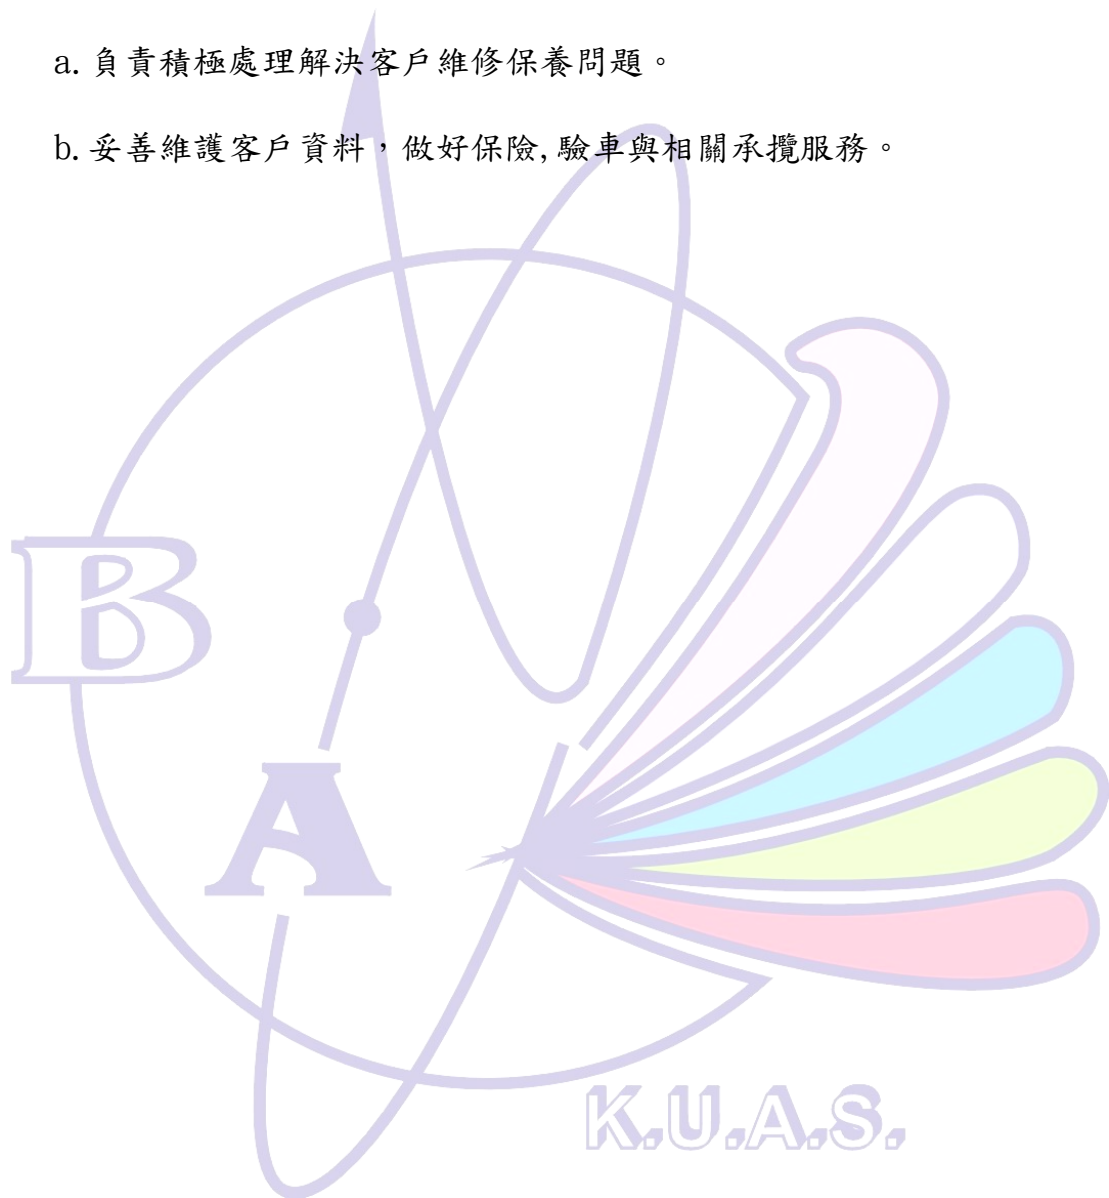 a. 負責積極處理解決客戶維修保養問題。
b. 妥善維護客戶資料，做好保險,驗車與相關承攬服務。
B
A
K.U.A.S.